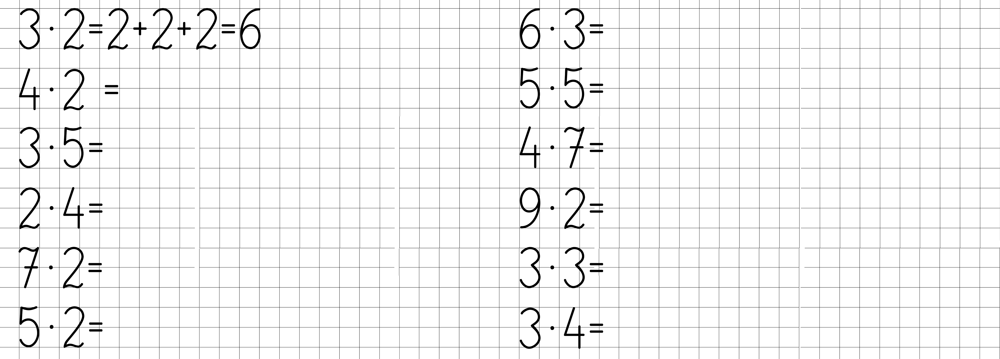 3 · 2 = 2 + 2 + 2 = 6
4 · 2 =
3 · 5 =
2 · 4 =
7 · 2 =
5 · 2 =
6 · 3 =
5 · 5 =
4 · 7 =
9 · 2 =
3 · 3 =
3 · 4 =